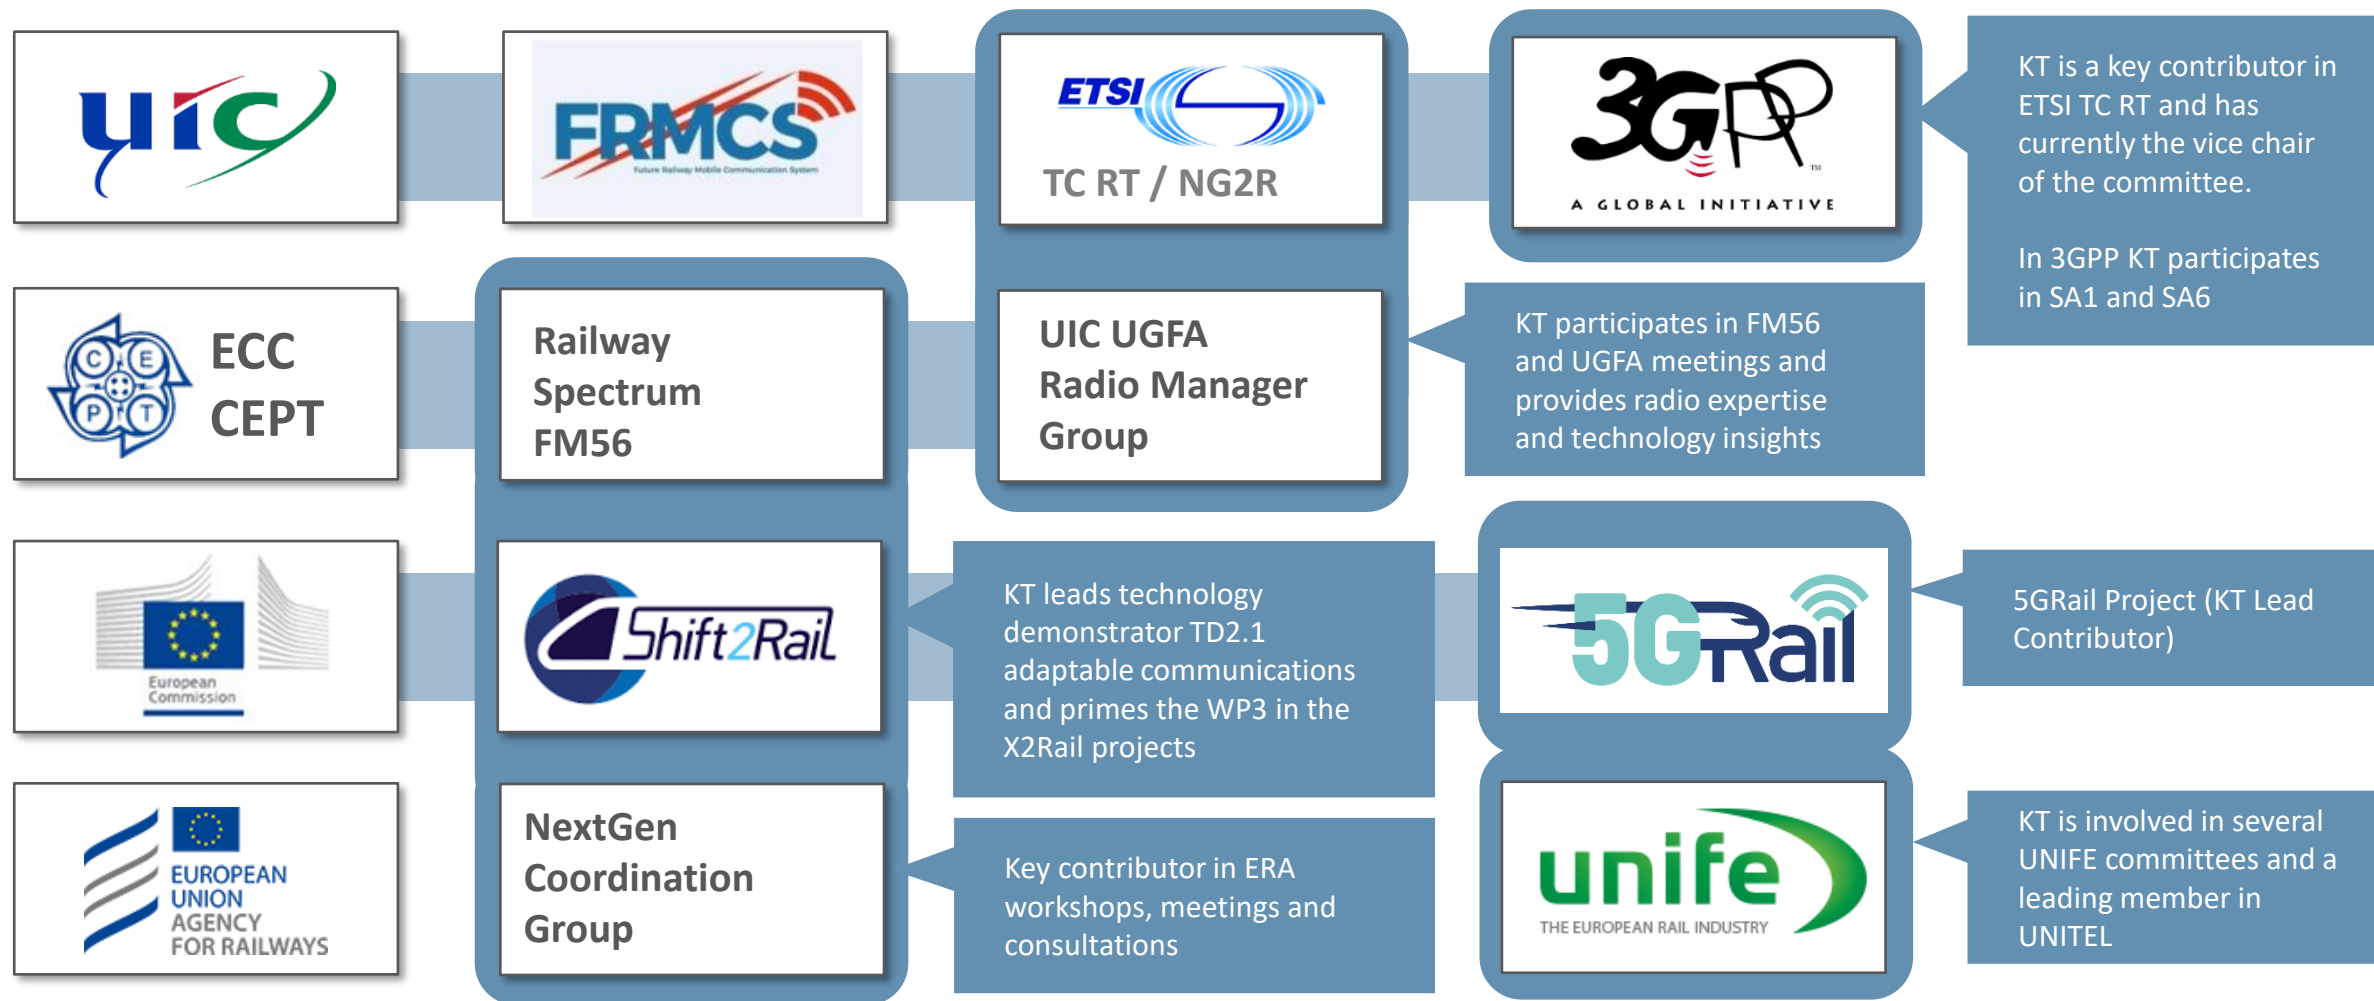 uic
FRMCS
Future Railway Mobile Communication System
ETSI
TC RT / NG2R
3GPP
TM
A GLOBAL INITIATIVE
KT is a key contributor in
ETSI TC RT and has
currently the vice chair
of the committee.
In 3GPP KT participates
in SA1 and SA6
C E
P T
ECC
CEPT
Railway
Spectrum
FM56
UIC UGFA
Radio Manager
Group
KT participates in FM56
and UGFA meetings and
provides radio expertise
and technology insights
European
Commission
Shift2Rail
KT leads technology
demonstrator TD2.1
adaptable communications
and primes the WP3 in the
X2Rail projects
5GRail
5GRail Project (KT Lead
Contributor)
EUROPEAN
UNION
AGENCY
FOR RAILWAYS
NextGen
Coordination
Group
Key contributor in ERA
workshops, meetings and
consultations
unife
THE EUROPEAN RAIL INDUSTRY
KT is involved in several
UNIFE committees and a
leading member in
UNITEL